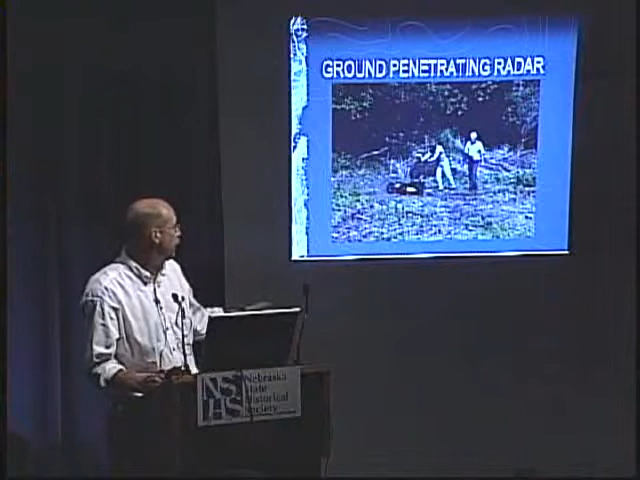 GROUND PENETRATING RADAR
NS
HS
Nebraska
State
Historical
Society